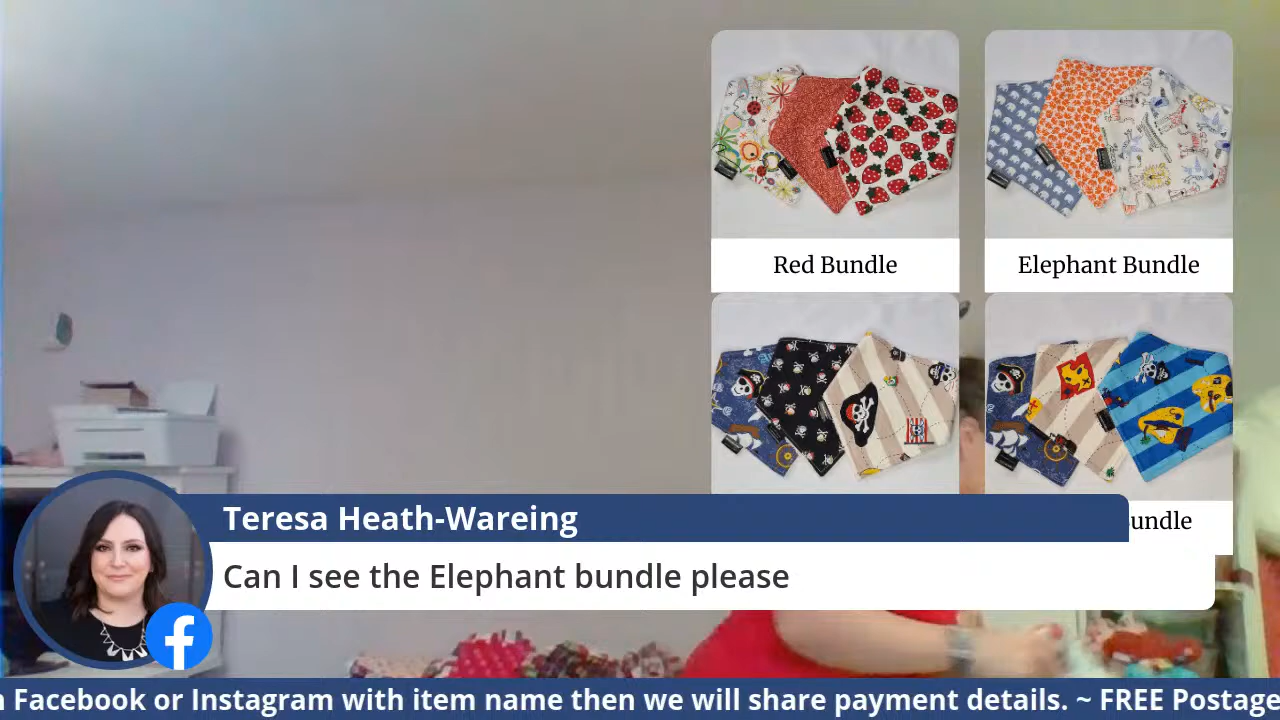 Red Bundle
Elephant Bundle
undle
Teresa Heath-Wareing
Can I see the Elephant bundle please
Facebook or Instagram with item name then we will share payment details. ~ FREE Postage